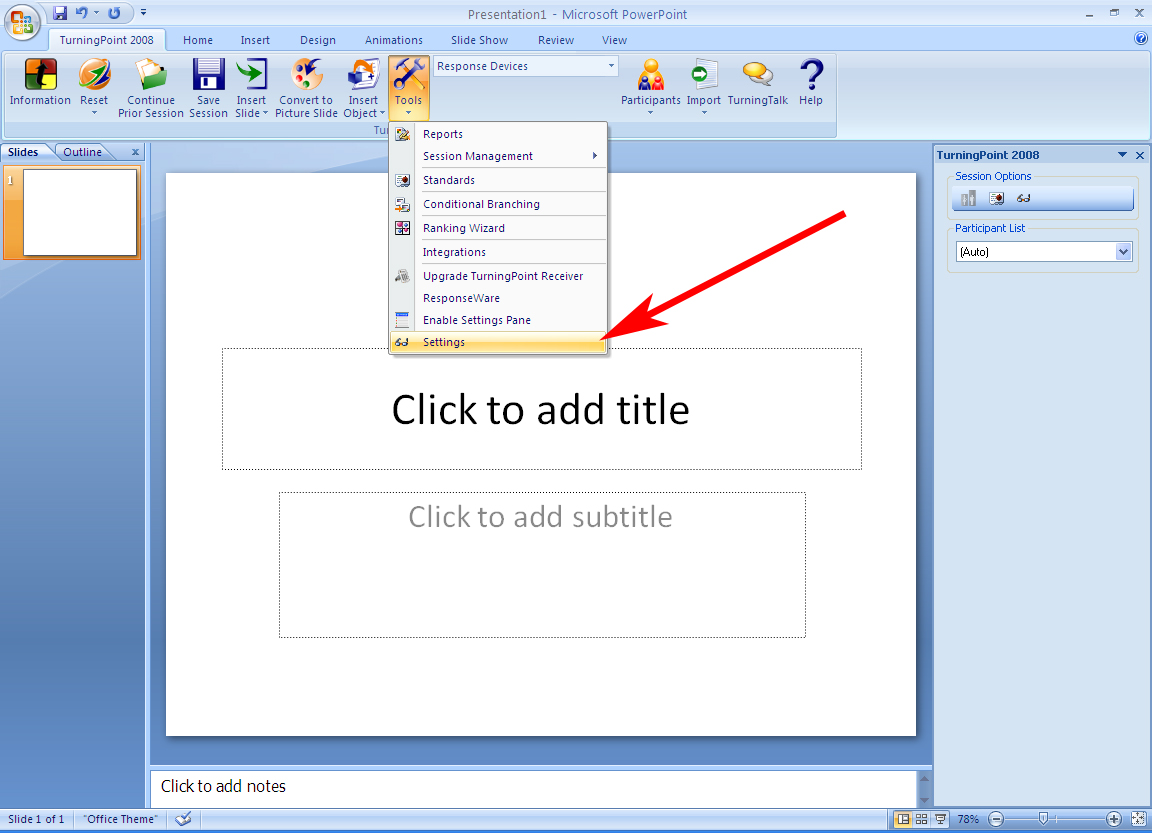 Presentation1 - Microsoft PowerPoint
TurningPoint 2008 Home Insert Design Animations Slide Show Review View
Information
Reset
Continue
Prior Session
Save
Session
Insert
Slide
Convert to
Picture Slide
Insert
Object
Tools
Response Devices
Participants
Import
TurningTalk
Help
Tu
Reports
Session Management
Standards
Conditional Branching
Ranking Wizard
Integrations
Upgrade TurningPoint Receiver
ResponseWare
Enable Settings Pane
Settings
Slides Outline x
1
Click to add title
Click to add subtitle
Click to add notes
TurningPoint 2008
Session Options
Participant List
(Auto)
Slide 1 of 1 "Office Theme" 78%